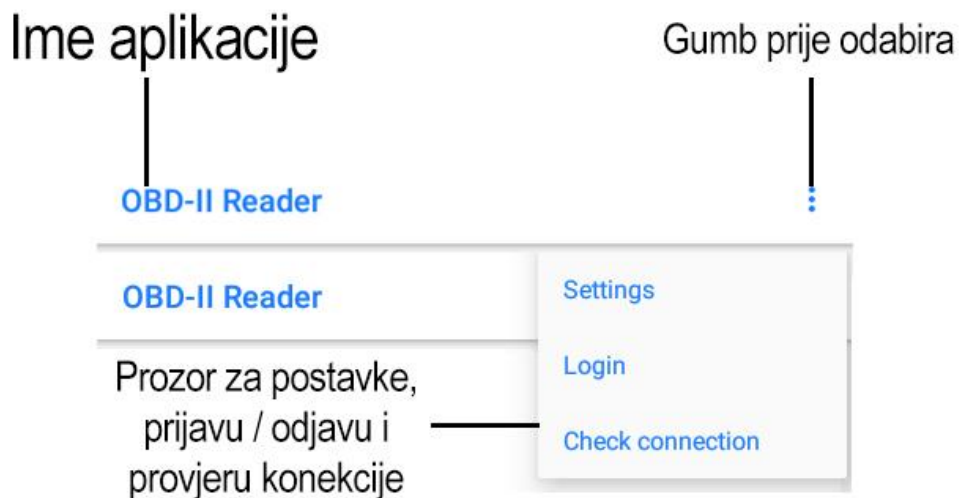 Ime aplikacije
Gumb prije odabira
OBD-II Reader
OBD-II Reader
Settings
Login
Check connection
Prozor za postavke,
prijavu / odjavu i
provjeru konekcije